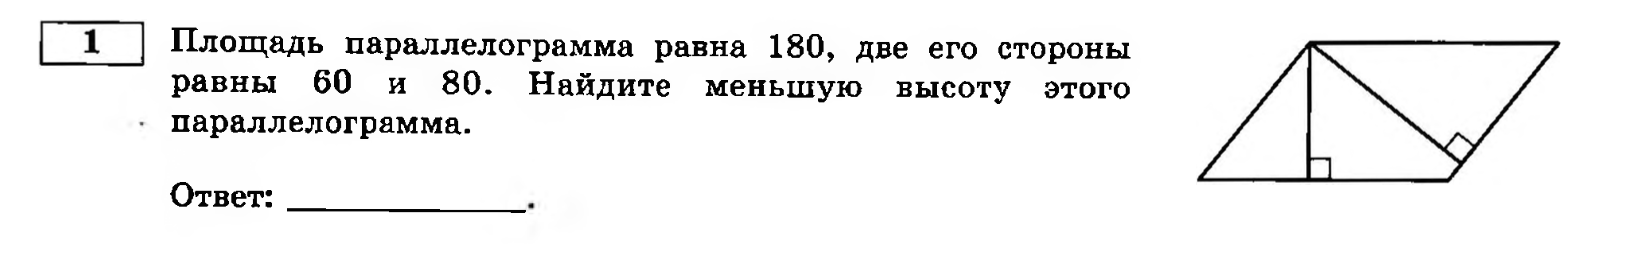 1
Площадь параллелограмма равна 180, две его стороны
равны 60 и 80. Найдите меньшую высоту этого
параллелограмма.
Ответ: ____________.